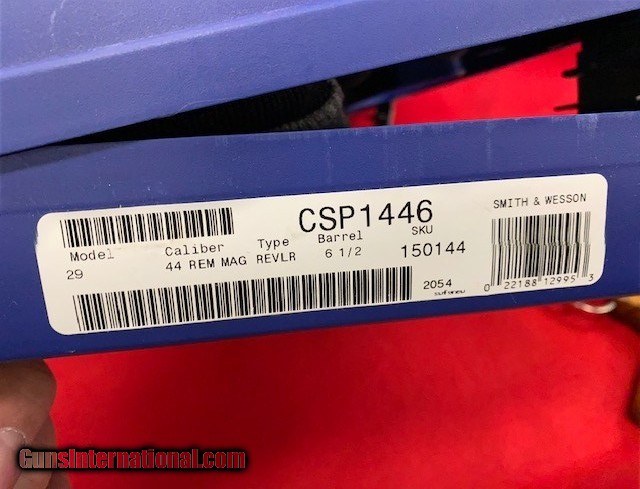 CSP1446
SMITH & WESSON
Model Caliber Type Barrel SKU
29 44 REM MAG REVLR 6 1/2 150144
SKU
2054
0 22188 12995 3
GunsInternational.com